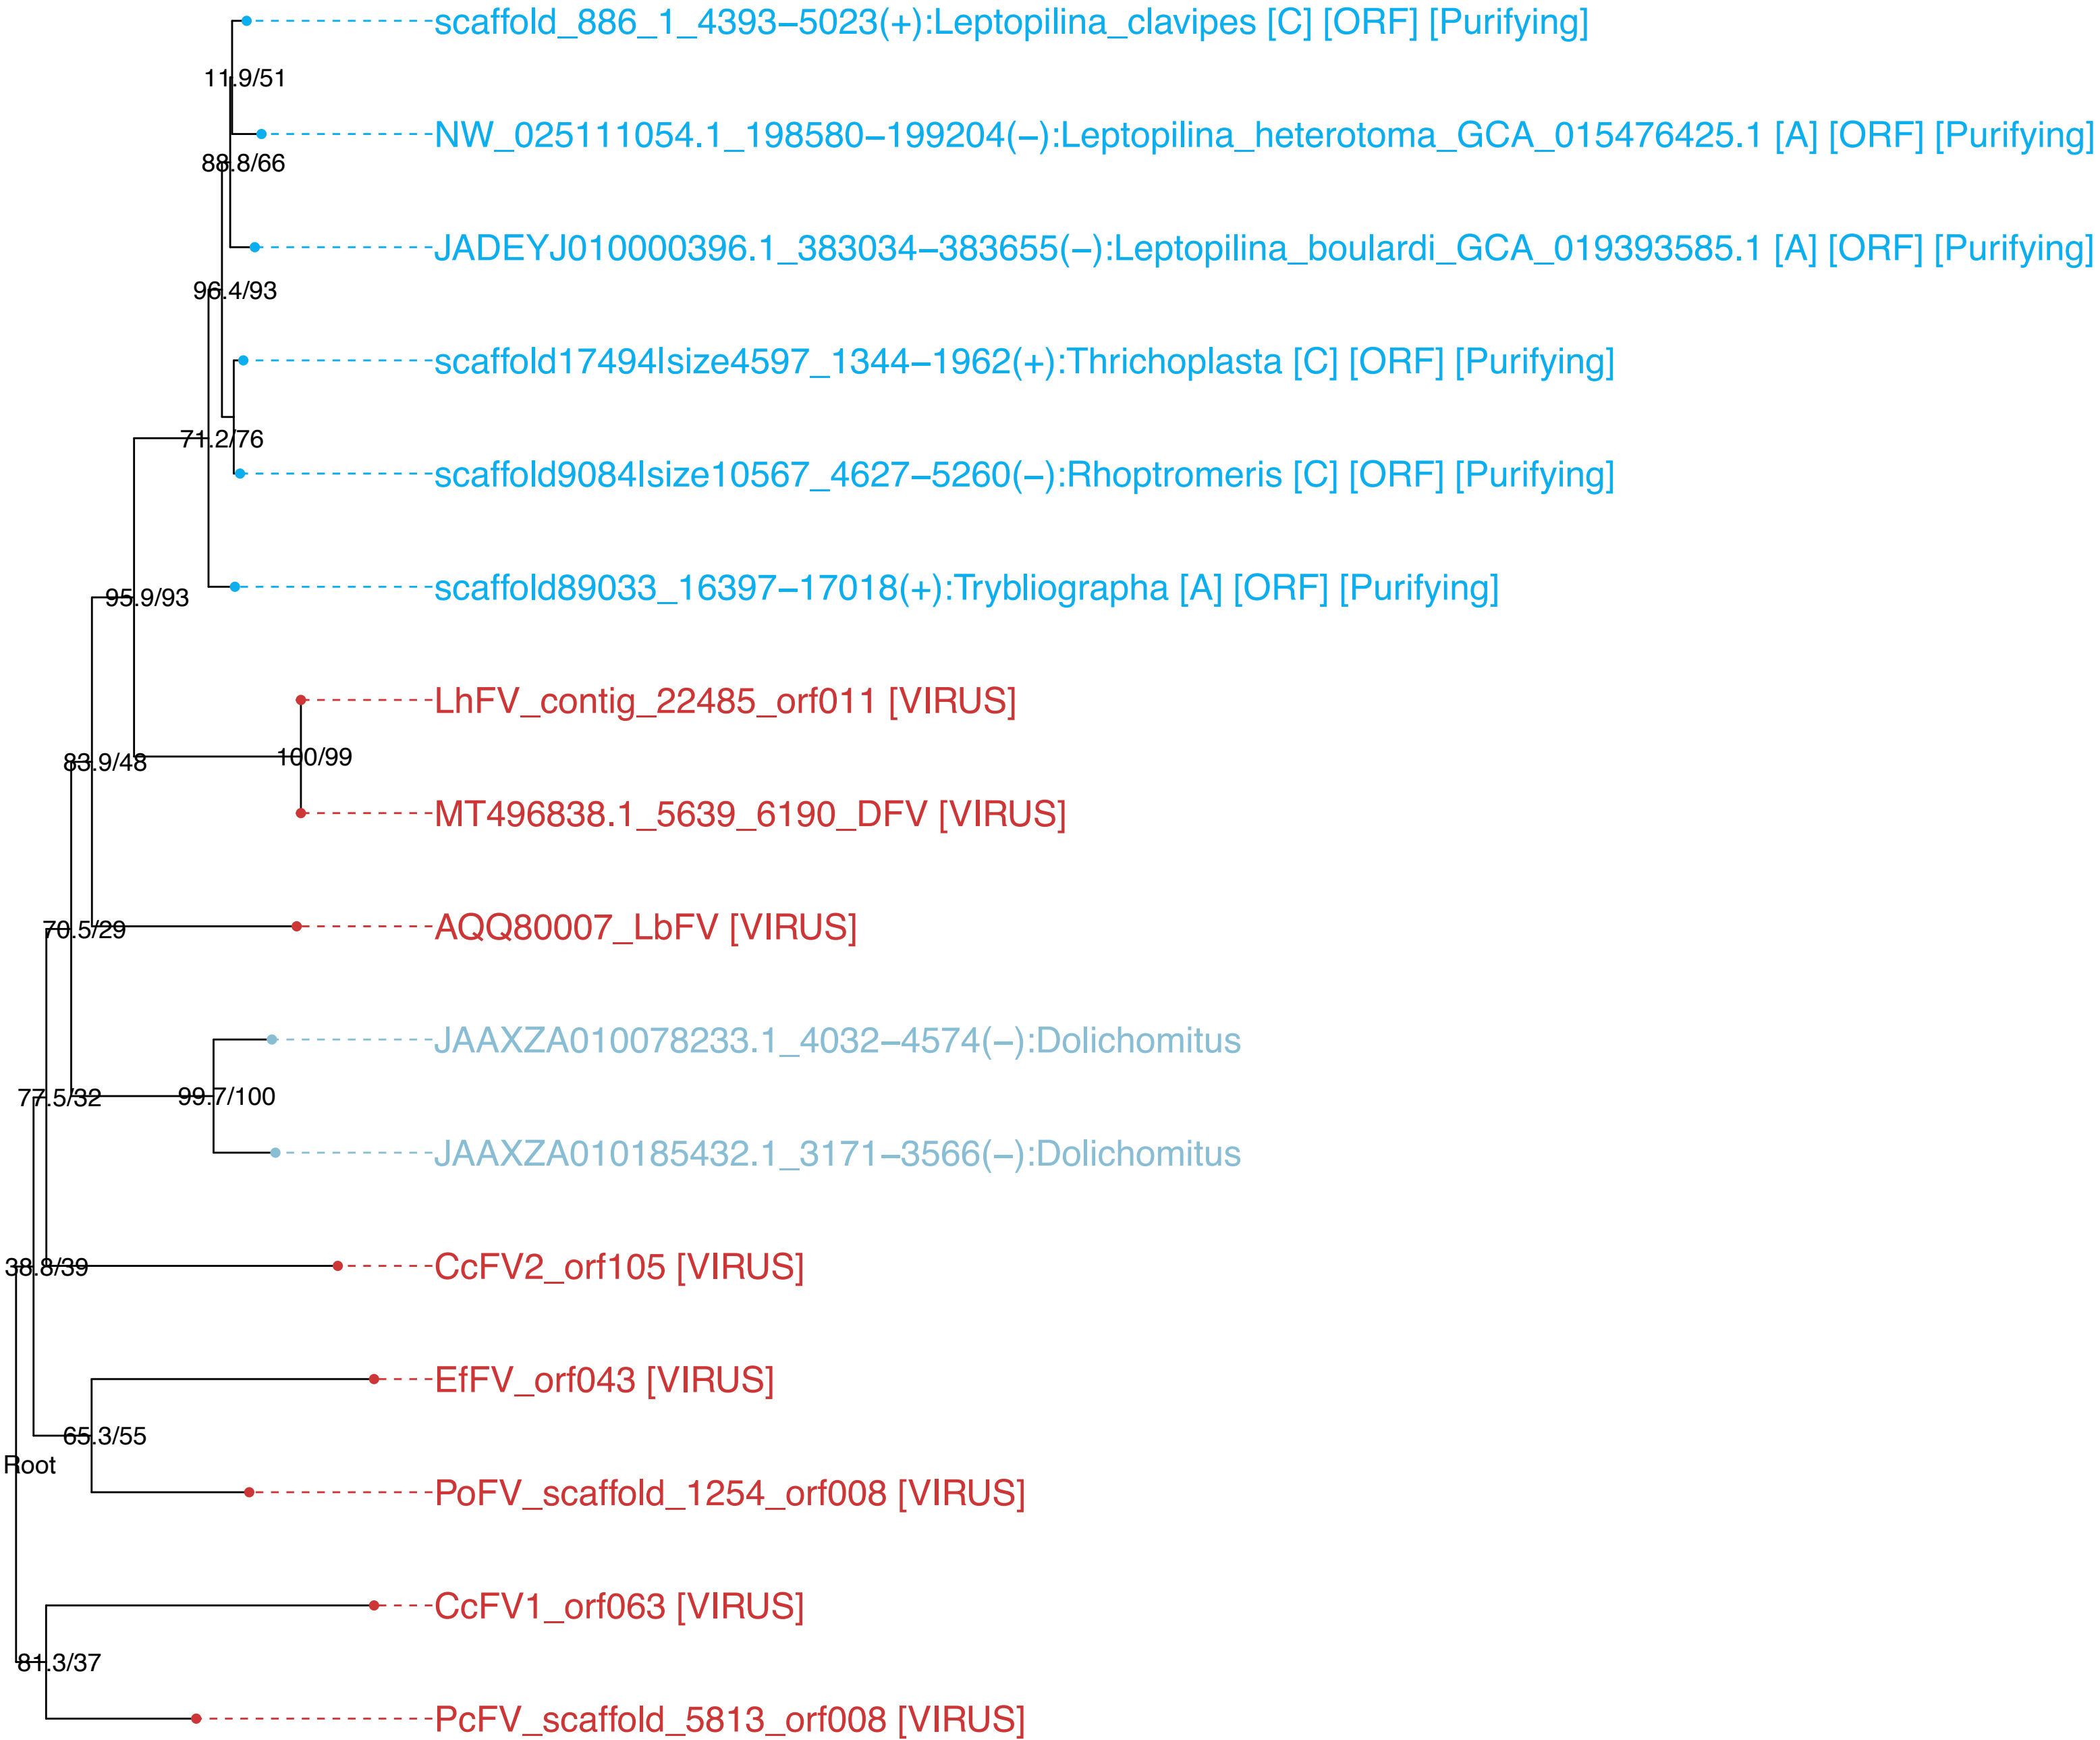 scaffold_886_1_4393−5023(+):Leptopilina_clavipes [C] [ORF] [Purifying]
11.9/51
NW_025111054.1_198580−199204(−):Leptopilina_heterotoma_GCA_015476425.1 [A] [ORF] [Purifying]
88.8/66
JADEYJ010000396.1_383034−383655(−):Leptopilina_boulardi_GCA_019393585.1 [A] [ORF] [Purifying]
96.4/93
scaffold17494lsize4597_1344−1962(+):Thrichoplasta [C] [ORF] [Purifying]
71.2/76
scaffold9084lsize10567_4627−5260(−):Rhoptromeris [C] [ORF] [Purifying]
scaffold89033_16397−17018(+):Trybliographa [A] [ORF] [Purifying]
95.9/93
LhFV_contig_22485_orf011 [VIRUS]
100/99
83.9/48
MT496838.1_5639_6190_DFV [VIRUS]
AQQ80007_LbFV [VIRUS]
70.5/29
JAAXZA010078233.1_4032−4574(−):Dolichomitus
99.7/100
77.5/32
JAAXZA010185432.1_3171−3566(−):Dolichomitus
CcFV2_orf105 [VIRUS]
38.8/39
EfFV_orf043 [VIRUS]
65.3/55
Root
PoFV_scaffold_1254_orf008 [VIRUS]
CcFV1_orf063 [VIRUS]
81.3/37
PcFV_scaffold_5813_orf008 [VIRUS]